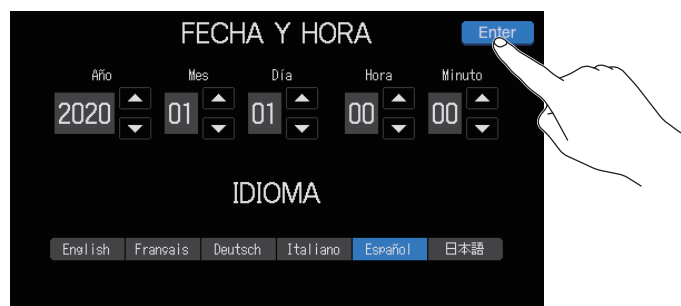 FECHA Y HORA Enter
Año Mes Día Hora Minuto
2020 01 01 00 00
IDIOMA
English Français Deutsch Italiano Español 日本語